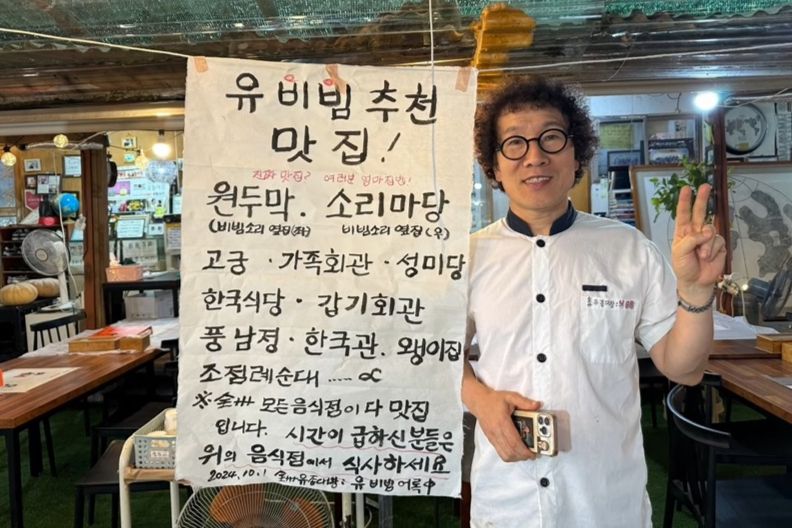 유비빔 추천
맛집!
진짜 맛집은 여러분 엄마집밥!
원두막. 소리마당
(비빔소리 옆집(좌) 비빔소리 옆집(우)
고궁 · 가족회관 · 성미당
한국식당 · 갑기회관
풍남정 · 한국관. 왱이집
조점례순대 ..... ∝
※ 全州 모든음식점이 다 맛집
입니다. 시간이 급하신분들은
위의 음식점에서 식사하세요
2024.10.1 全州 유비빔 어록中